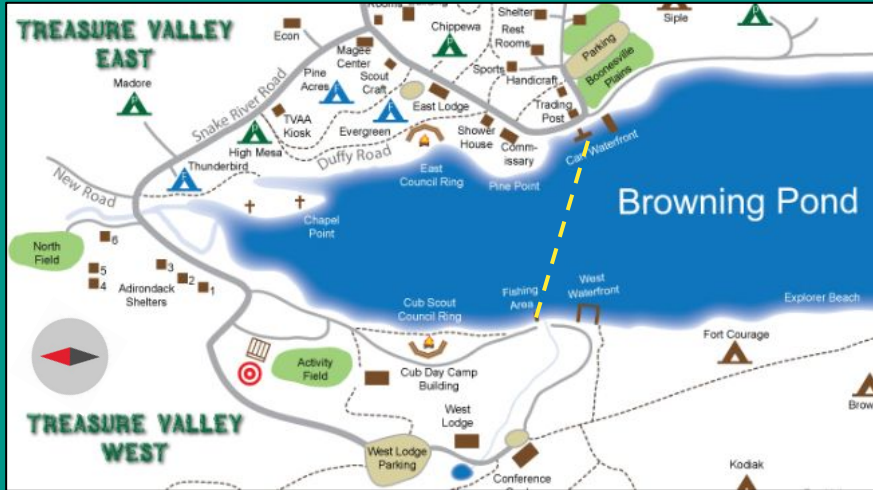 TREASURE VALLEY
EAST
Econ
Magee
Center
Scout
Craft
Chippewa
Shelter
Rest
Rooms
Sports
Handicraft
Trading
Post
Parking
Boonesville
Plains
Siple
Madore
Snake River Road
Pine
Acres
TVAA
Kiosk
Evergreen
East Lodge
High Mesa
Duffy Road
Shower
House
Comm-
issary
Thunderbird
New Road
East
Council Ring
Pine Point
Waterfront
Chapel
Point
Browning Pond
North
Field
6
5
4
3
2
1
Adirondack
Shelters
Cub Scout
Council Ring
Fishing
Area
West
Waterfront
Explorer Beach
Fort Courage
Activity
Field
Cub Day Camp
Building
West
Lodge
TREASURE VALLEY
WEST
West Lodge
Parking
Conference
Kodiak